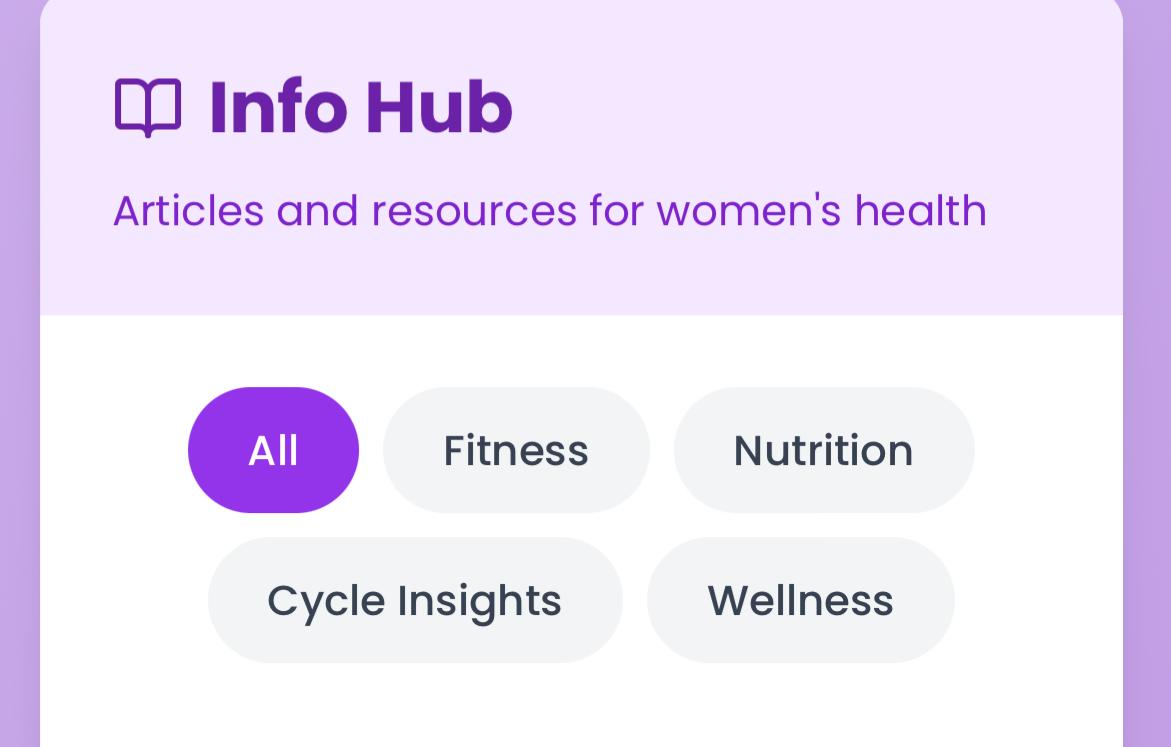 Info Hub
Articles and resources for women's health
All Fitness Nutrition
Cycle Insights Wellness